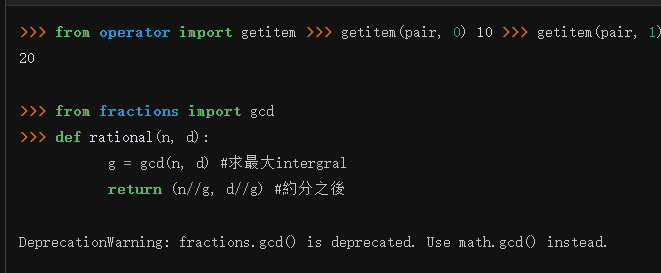 >>> from operator import getitem >>> getitem(pair, 0) 10 >>> getitem(pair, 1)
20
>>> from fractions import gcd
>>> def rational(n, d):
g = gcd(n, d) #求最大intergral
return (n//g, d//g) #約分之後
DeprecationWarning: fractions.gcd() is deprecated. Use math.gcd() instead.